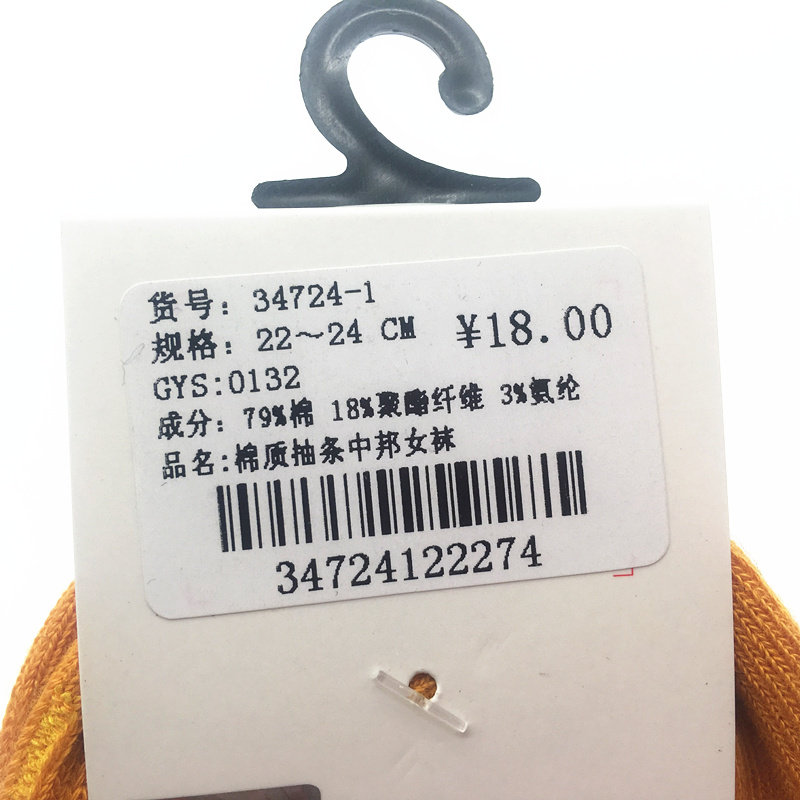 货号: 34724-1
规格: 22～24 CM ¥18.00
GYS:0132
成分: 79%棉 18%聚酯纤维 3%氨纶
品名:棉质抽条中邦女袜
34724122274